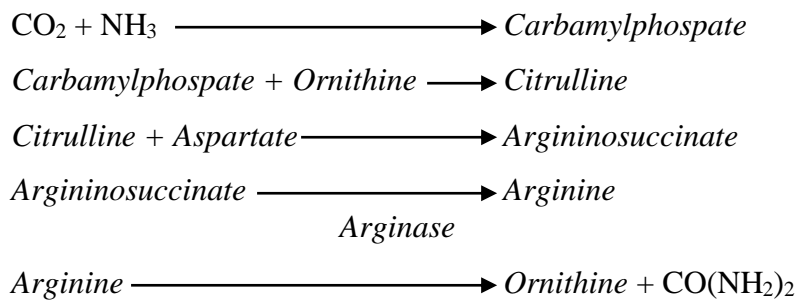 CO₂ + NH₃ → Carbamylphospate
Carbamylphospate + Ornithine → Citrulline
Citrulline + Aspartate → Argininosuccinate
Argininosuccinate → Arginine
Arginase
Arginine → Ornithine + CO(NH₂)₂